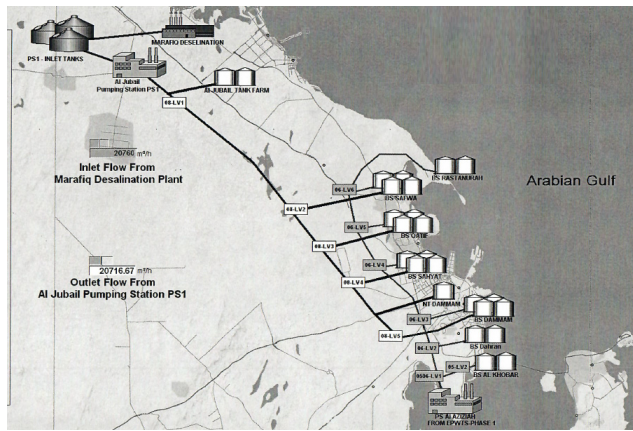 MARAFIQ DESELINATION
PS1 - INLET TANKS
Al Jubail
Pumping Station PS1
Al-JUBAIL TANK FARM
08-LV1
20760 m³/h
Inlet Flow From
Marafiq Desalination Plant
BS RASTANURAH
Arabian Gulf
06-LV6
BS SAFWA
08-LV2
06-LV5
BS QATIF
08-LV3
06-LV4
BS SAHYAT
20716.67 m³/h
Outlet Flow From
Al Jubail Pumping Station PS1
08-LV4
NT DAMMAM
06-LV3
BS DAMMAM
08-LV5
06-LV2
BS Dahran
05-LV2
0506-LV1
BS AL KHOBAR
PS ALAZIZIAH
FROM EPWTS-PHASE 1